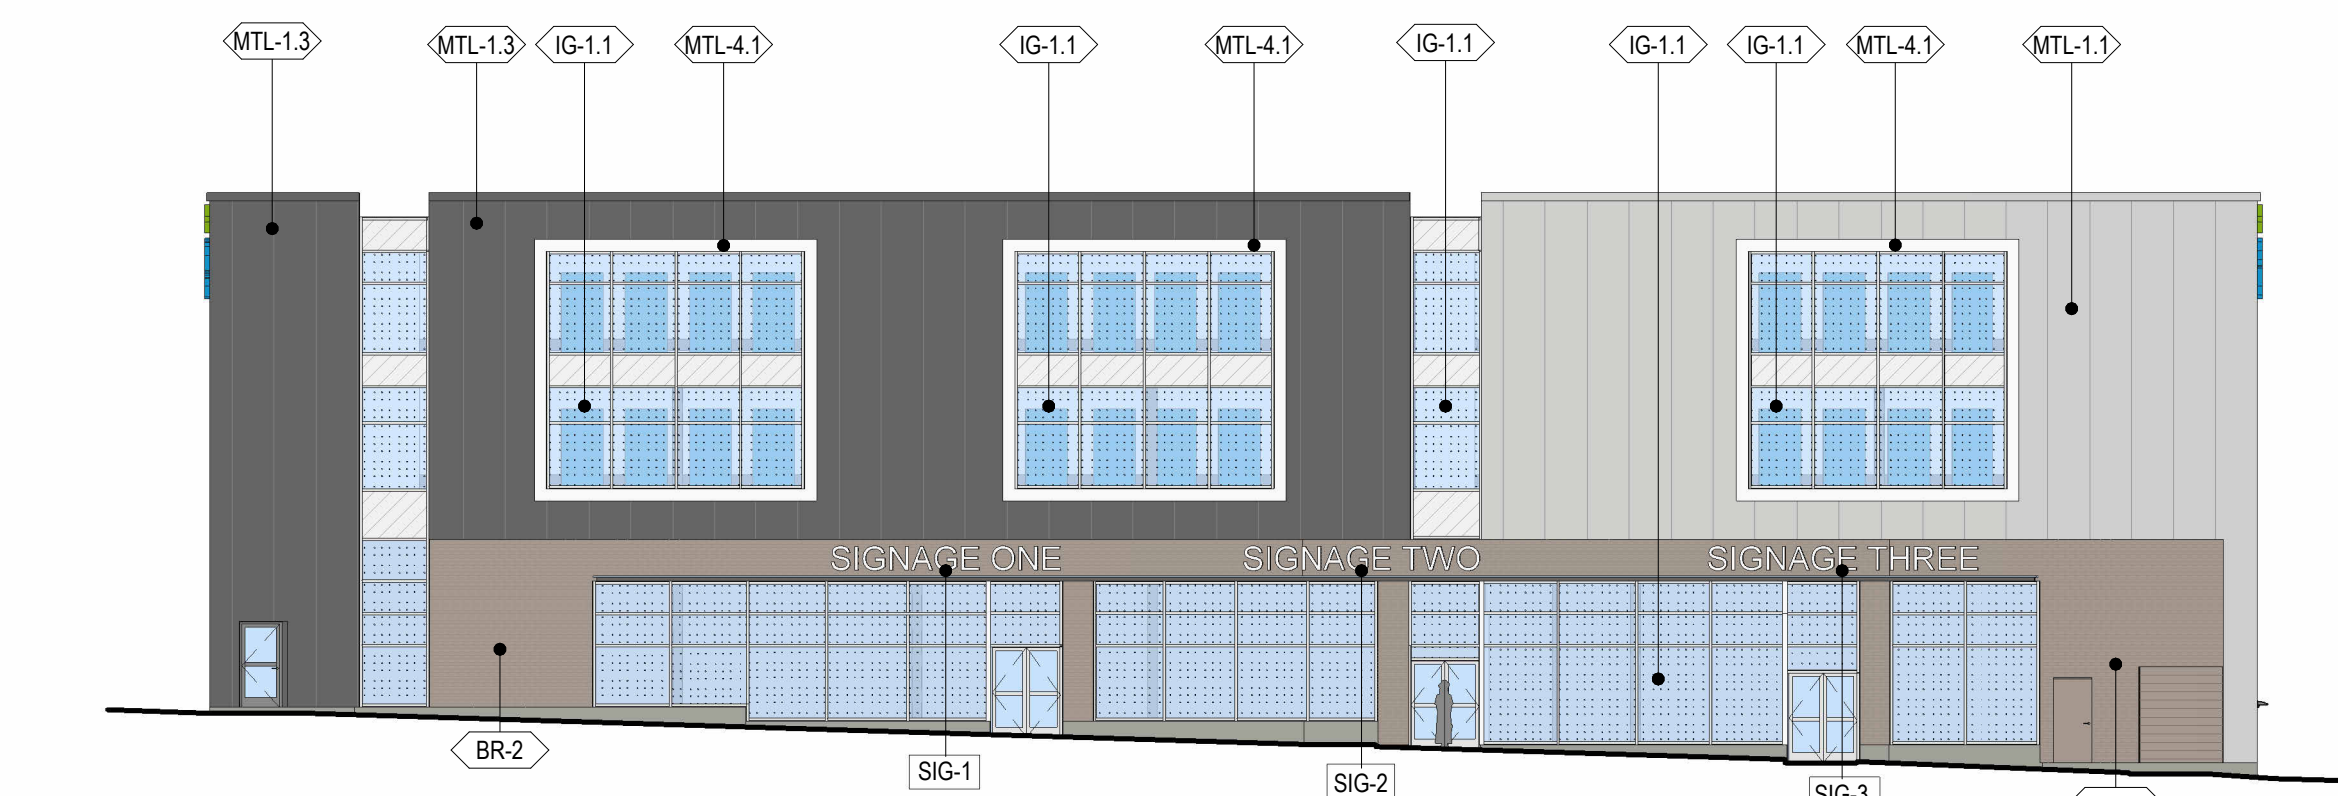 MTL-1.3
MTL-1.3
IG-1.1
MTL-4.1
IG-1.1
MTL-4.1
IG-1.1
IG-1.1
IG-1.1
MTL-4.1
MTL-1.1
SIGNAGE ONE
SIGNAGE TWO
SIGNAGE THREE
BR-2
SIG-1
SIG-2
SIG-3